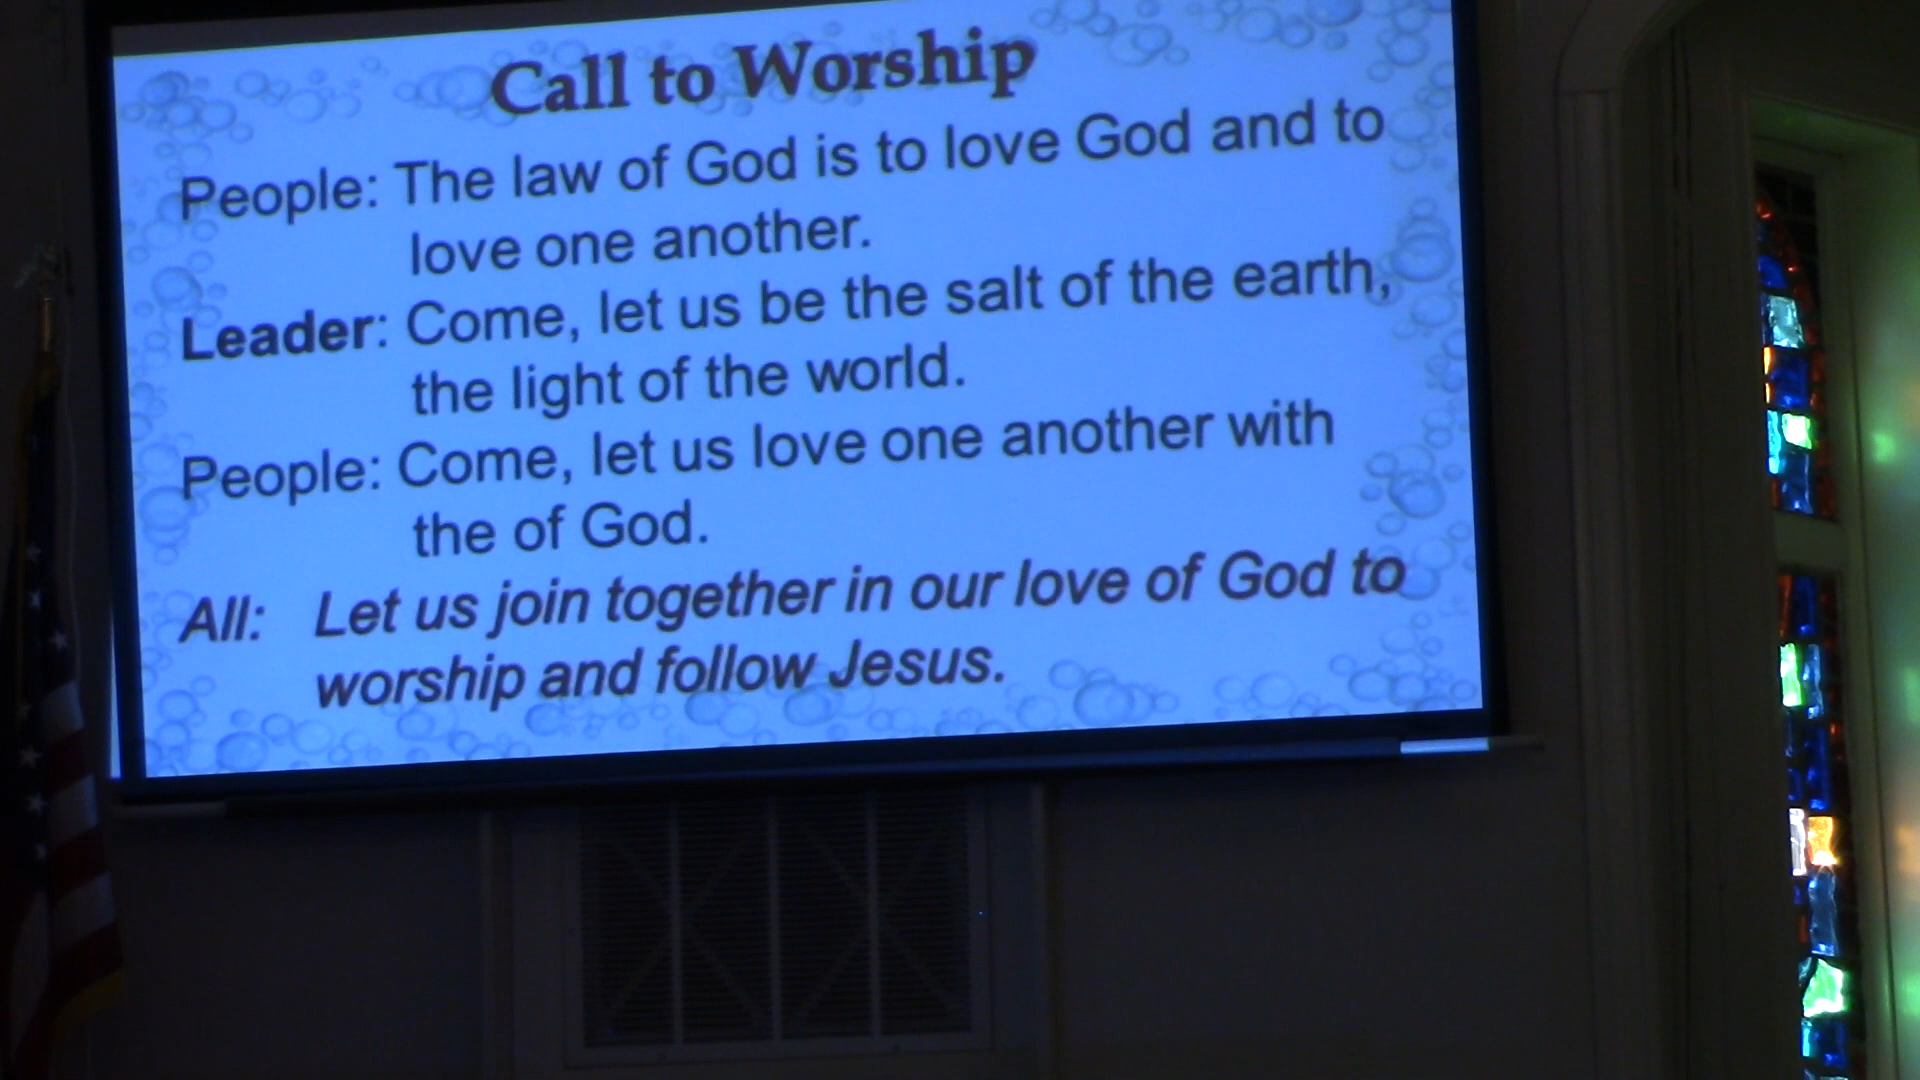 Call to Worship
People: The law of God is to love God and to
love one another.
Leader: Come, let us be the salt of the earth,
the light of the world.
People: Come, let us love one another with
the of God.
All: Let us join together in our love of God to
worship and follow Jesus.